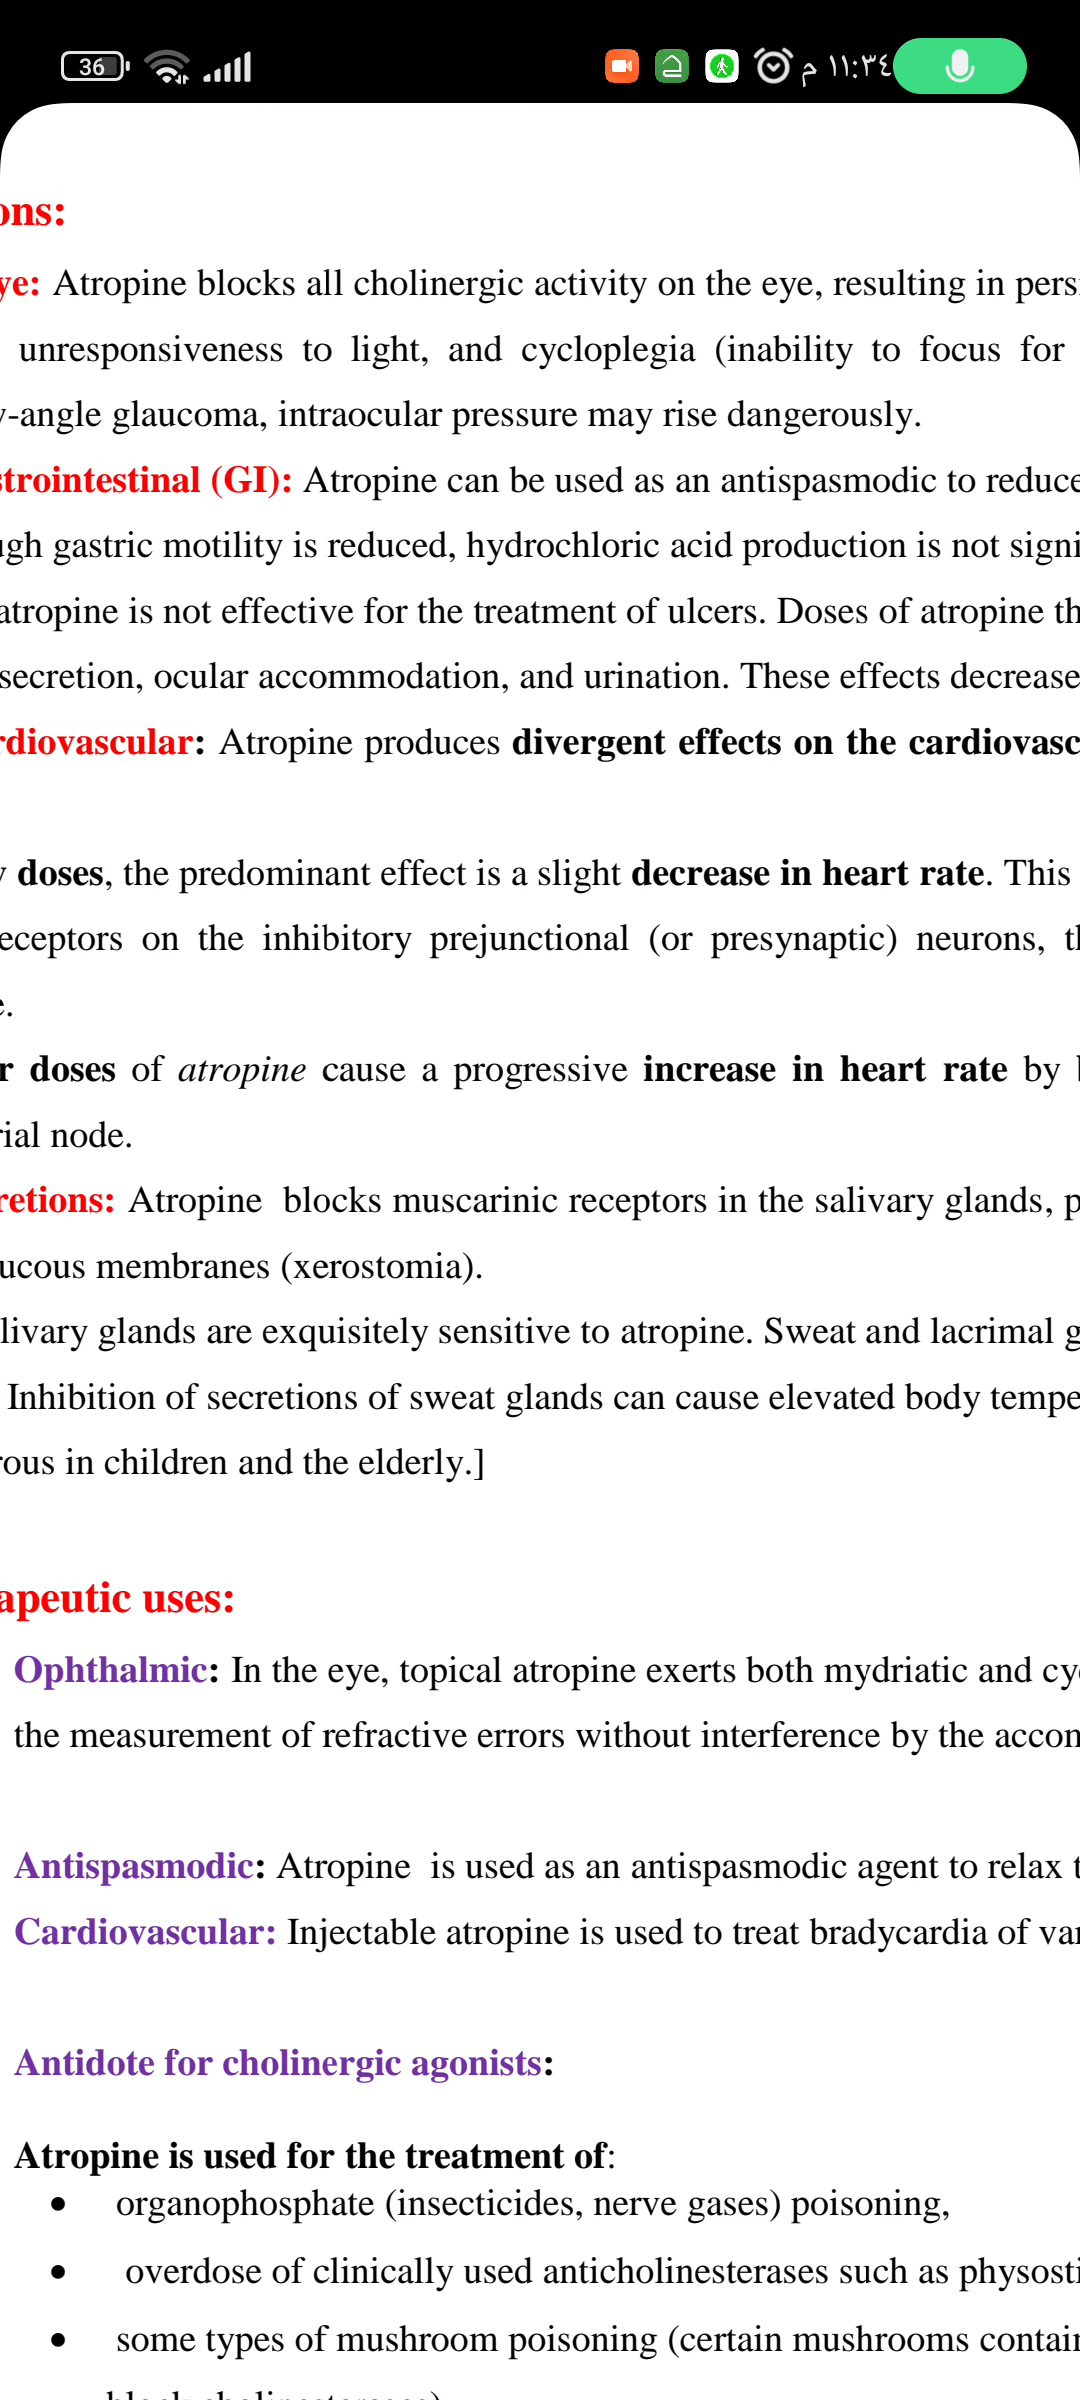 36 م ١١:٣٤
ons:
ye: Atropine blocks all cholinergic activity on the eye, resulting in pers
unresponsiveness to light, and cycloplegia (inability to focus for
y-angle glaucoma, intraocular pressure may rise dangerously.
strointestinal (GI): Atropine can be used as an antispasmodic to reduce
ugh gastric motility is reduced, hydrochloric acid production is not signi
atropine is not effective for the treatment of ulcers. Doses of atropine th
secretion, ocular accommodation, and urination. These effects decrease
rdiovascular: Atropine produces divergent effects on the cardiovasc
doses, the predominant effect is a slight decrease in heart rate. This
eceptors on the inhibitory prejunctional (or presynaptic) neurons, th
e.
r doses of atropine cause a progressive increase in heart rate by b
rial node.
retions: Atropine  blocks muscarinic receptors in the salivary glands, p
ucous membranes (xerostomia).
livary glands are exquisitely sensitive to atropine. Sweat and lacrimal g
Inhibition of secretions of sweat glands can cause elevated body tempe
rous in children and the elderly.]
apeutic uses:
Ophthalmic: In the eye, topical atropine exerts both mydriatic and cyc
the measurement of refractive errors without interference by the accom
Antispasmodic: Atropine  is used as an antispasmodic agent to relax t
Cardiovascular: Injectable atropine is used to treat bradycardia of var
Antidote for cholinergic agonists:
Atropine is used for the treatment of:
• organophosphate (insecticides, nerve gases) poisoning,
• overdose of clinically used anticholinesterases such as physosti
• some types of mushroom poisoning (certain mushrooms contain